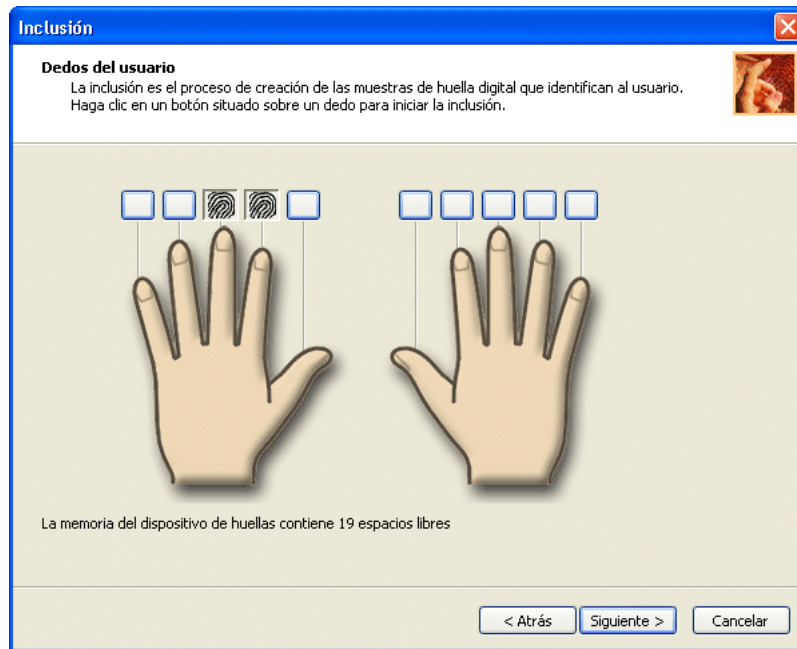 Inclusión
Dedos del usuario
La inclusión es el proceso de creación de las muestras de huella digital que identifican al usuario.
Haga clic en un botón situado sobre un dedo para iniciar la inclusión.
La memoria del dispositivo de huellas contiene 19 espacios libres
< Atrás
Siguiente >
Cancelar